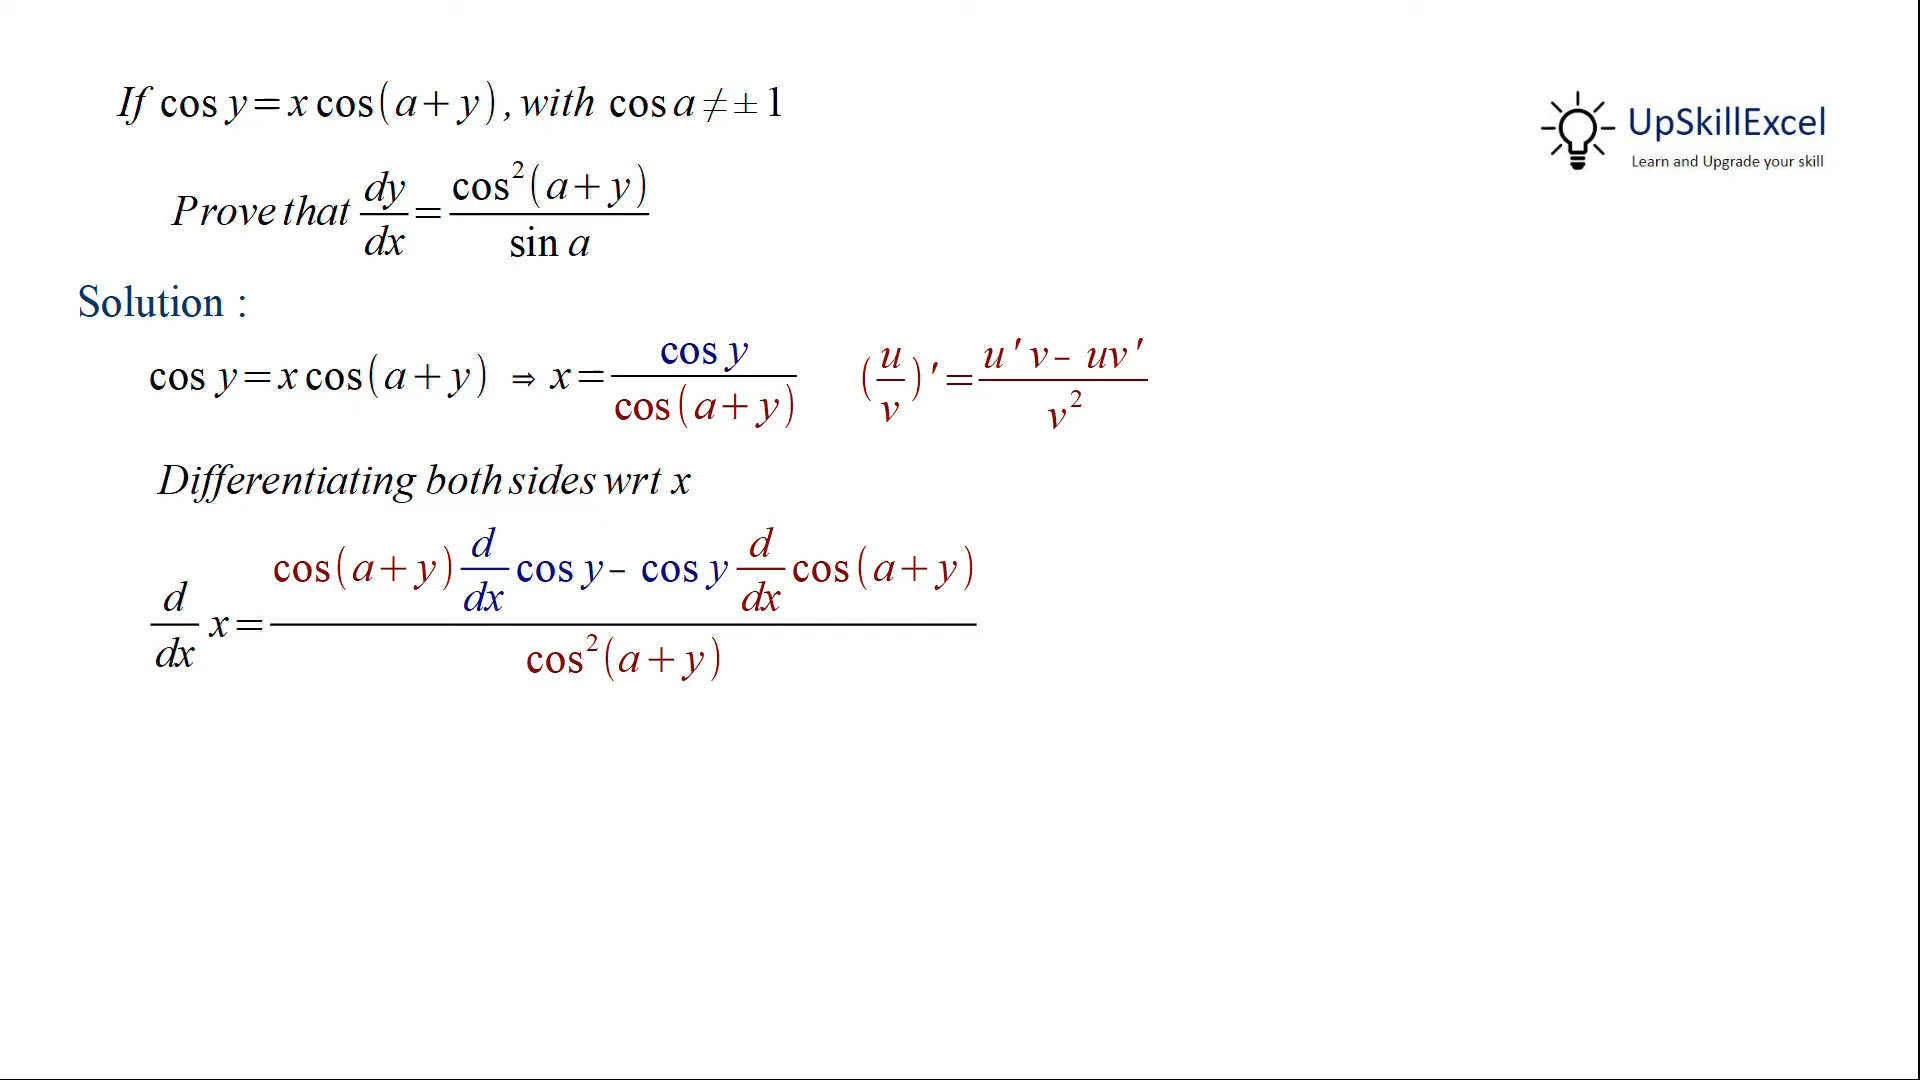 If cos y=x cos(a+y), with cos a≠±1
UpSkillExcel
Learn and Upgrade your skill
Prove that dy/dx=cos²(a+y)/sin a
Solution :
cos y=x cos(a+y) ⇒ x=cos y/cos(a+y) (u/v)'=u'v– uv'/v²
Differentiating both sides wrt x
d/dx x=cos(a+y) d/dx cos y– cos y d/dx cos(a+y)/cos²(a+y)